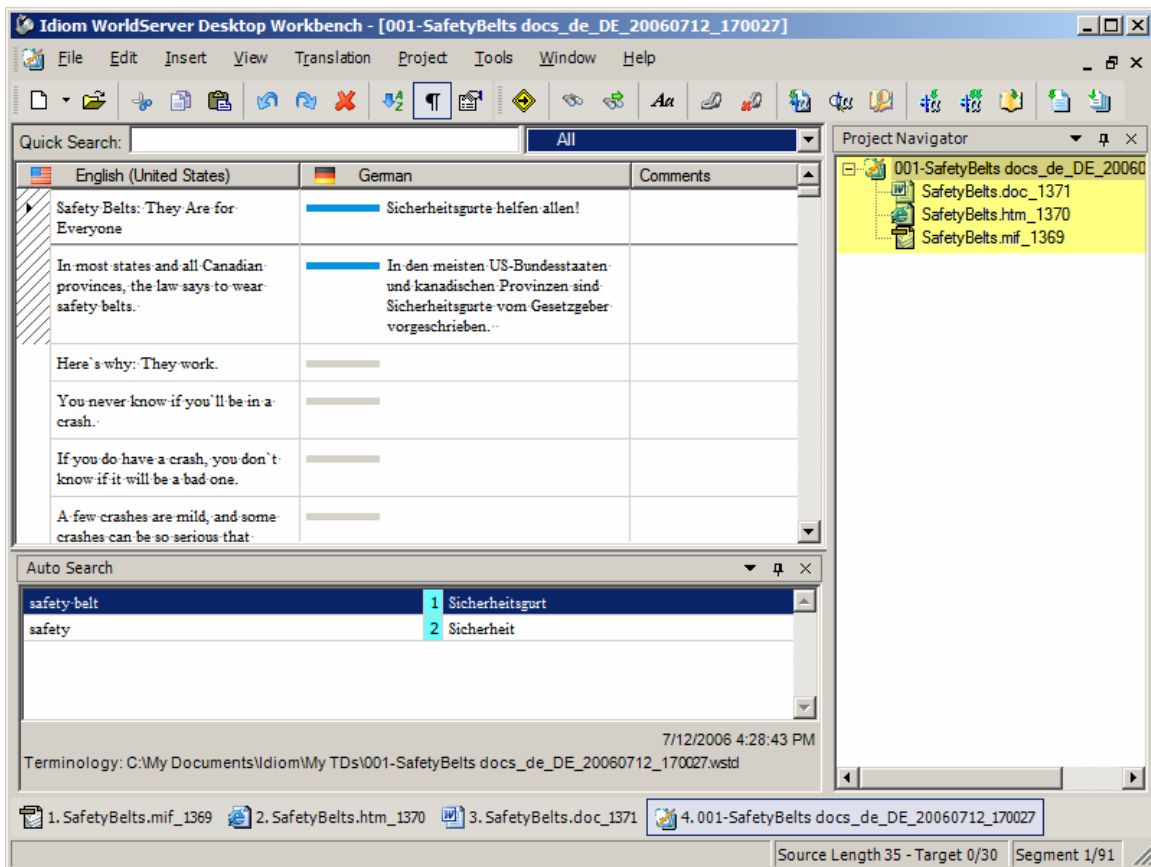 Idiom WorldServer Desktop Workbench - [001-SafetyBelts docs_de_DE_20060712_170027]
File Edit Insert View Translation Project Tools Window Help
Quick Search: All
English (United States) German Comments
Safety Belts: They Are for
Everyone
Sicherheitsgurte helfen allen!
In most states and all Canadian
provinces, the law says to wear
safety belts.
In den meisten US-Bundesstaaten
und kanadischen Provinzen sind
Sicherheitsgurte vom Gesetzgeber
vorgeschrieben.
Here`s why: They work.
You never know if you`ll be in a
crash.
If you do have a crash, you don`t
know if it will be a bad one.
A few crashes are mild, and some
crashes can be so serious that
Project Navigator
001-SafetyBelts docs_de_DE_20060
SafetyBelts.doc_1371
SafetyBelts.htm_1370
SafetyBelts.mif_1369
Auto Search
safety belt 1 Sicherheitsgurt
safety 2 Sicherheit
7/12/2006 4:28:43 PM
Terminology: C:\My Documents\Idiom\My TDs\001-SafetyBelts docs_de_DE_20060712_170027.wstd
1. SafetyBelts.mif_1369 2. SafetyBelts.htm_1370 3. SafetyBelts.doc_1371 4. 001-SafetyBelts docs_de_DE_20060712_170027
Source Length 35 - Target 0/30 Segment 1/91